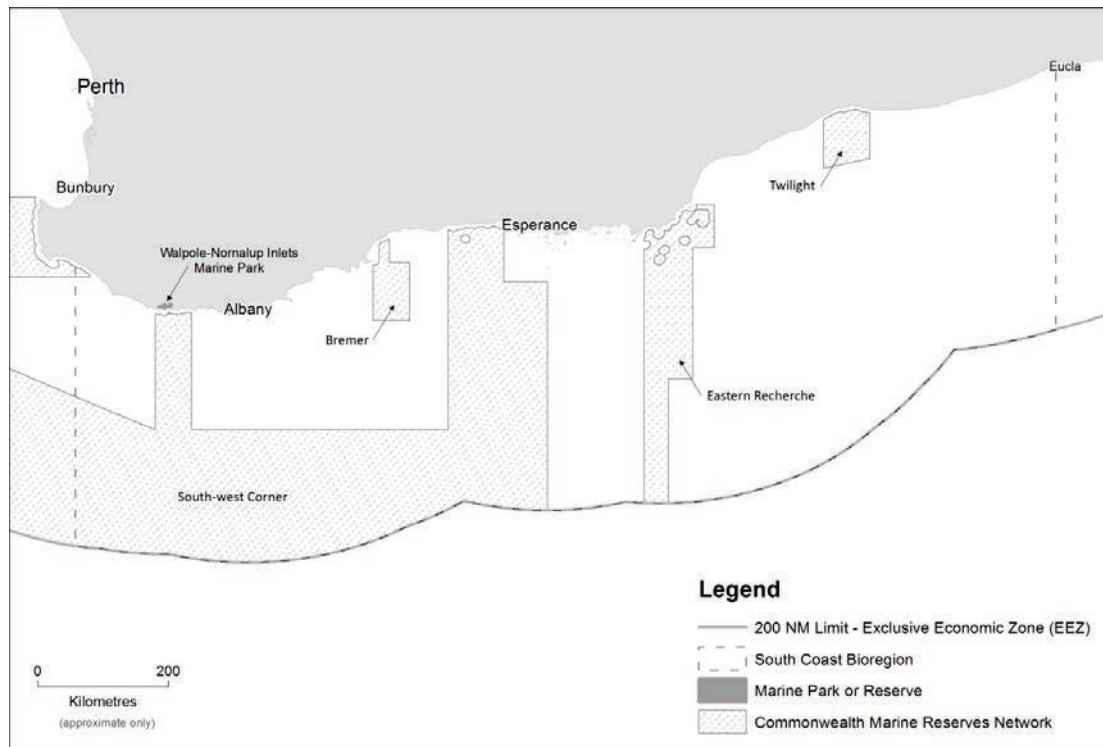 Eucla
Perth
Twilight
Bunbury
Esperance
Walpole-Nornalup Inlets
Marine Park
Albany
Bremer
Eastern Recherche
South-west Corner
Legend
200 NM Limit - Exclusive Economic Zone (EEZ)
South Coast Bioregion
Marine Park or Reserve
Commonwealth Marine Reserves Network
0 200
Kilometres
(approximate only)